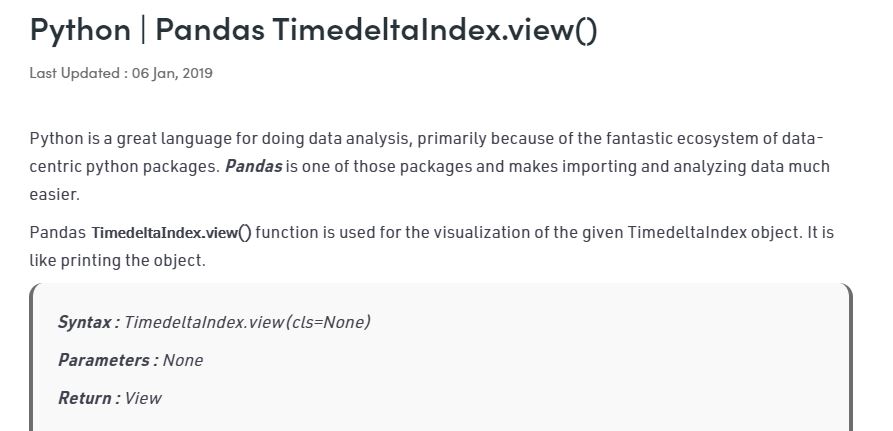 Python | Pandas TimedeltaIndex.view()
Last Updated : 06 Jan, 2019
Python is a great language for doing data analysis, primarily because of the fantastic ecosystem of data-
centric python packages. Pandas is one of those packages and makes importing and analyzing data much
easier.
Pandas TimedeltaIndex.view() function is used for the visualization of the given TimedeltaIndex object. It is
like printing the object.
Syntax : TimedeltaIndex.view(cls=None)
Parameters : None
Return : View